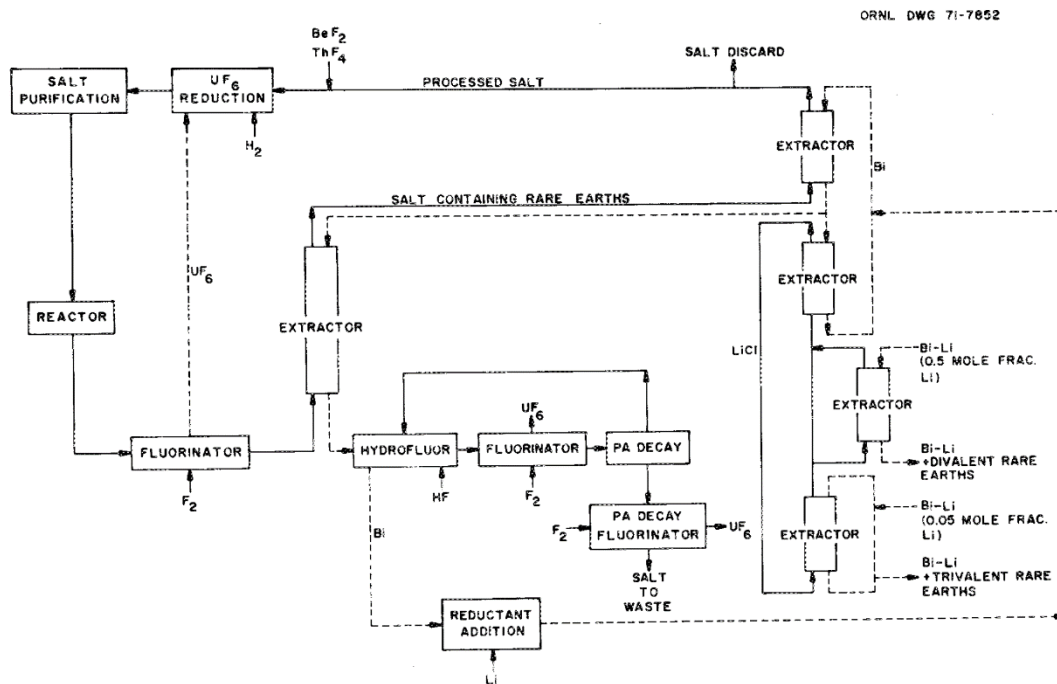 ORNL DWG 71-7852
BeF2
ThF4
SALT DISCARD
SALT
PURIFICATION
UF6
REDUCTION
PROCESSED SALT
H2
EXTRACTOR
Bi
SALT CONTAINING RARE EARTHS
UF6
REACTOR
EXTRACTOR
EXTRACTOR
LiCl
Bi-Li
(0.5 MOLE FRAC.
Li)
EXTRACTOR
UF6
FLUORINATOR
HYDROFLUOR
FLUORINATOR
PA DECAY
Bi-Li
+DIVALENT RARE
EARTHS
F2
HF
F2
Bi
F2
PA DECAY
FLUORINATOR
UF6
EXTRACTOR
Bi-Li
(0.05 MOLE FRAC.
Li)
Bi-Li
+TRIVALENT RARE
EARTHS
SALT
TO
WASTE
REDUCTANT
ADDITION
Li